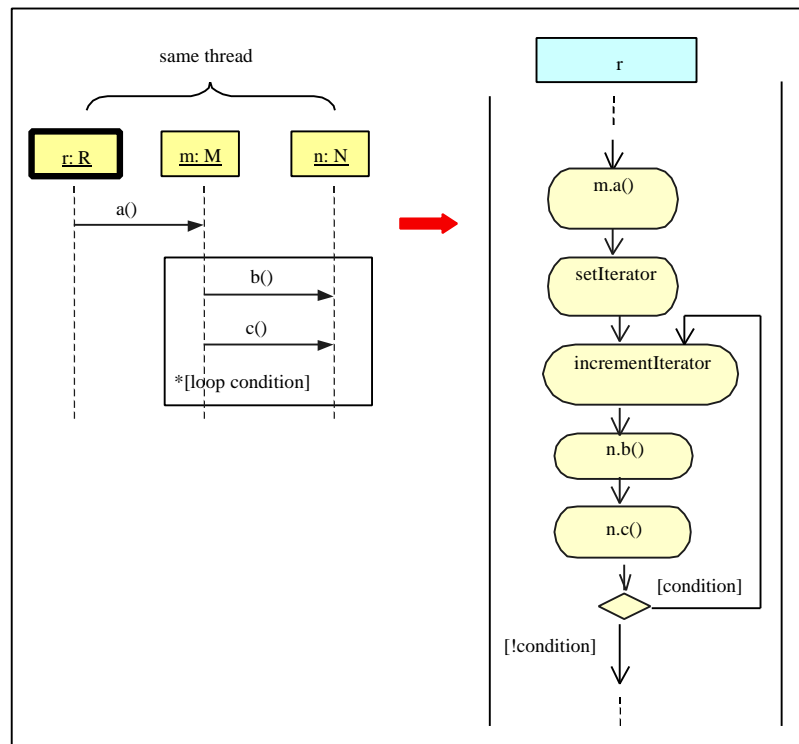 same thread
r: R
m: M
n: N
a()
b()
c()
*[loop condition]
r
m.a()
setIterator
incrementIterator
n.b()
n.c()
[condition]
[!condition]